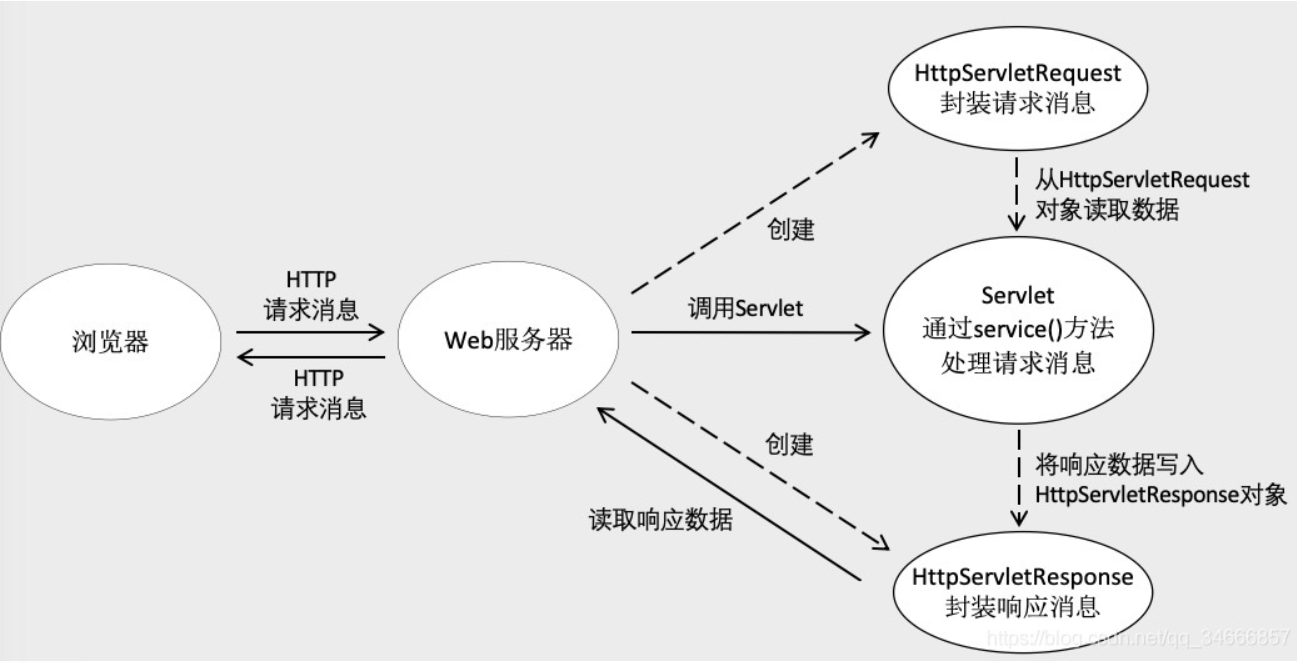 HttpServletRequest
封装请求消息
从HttpServletRequest
对象读取数据
创建
HTTP
请求消息
调用Servlet
Servlet
通过service()方法
处理请求消息
浏览器
Web服务器
HTTP
请求消息
创建
将响应数据写入
HttpServletResponse对象
读取响应数据
HttpServletResponse
封装响应消息
https://blog.csdn.net/qq_34666857